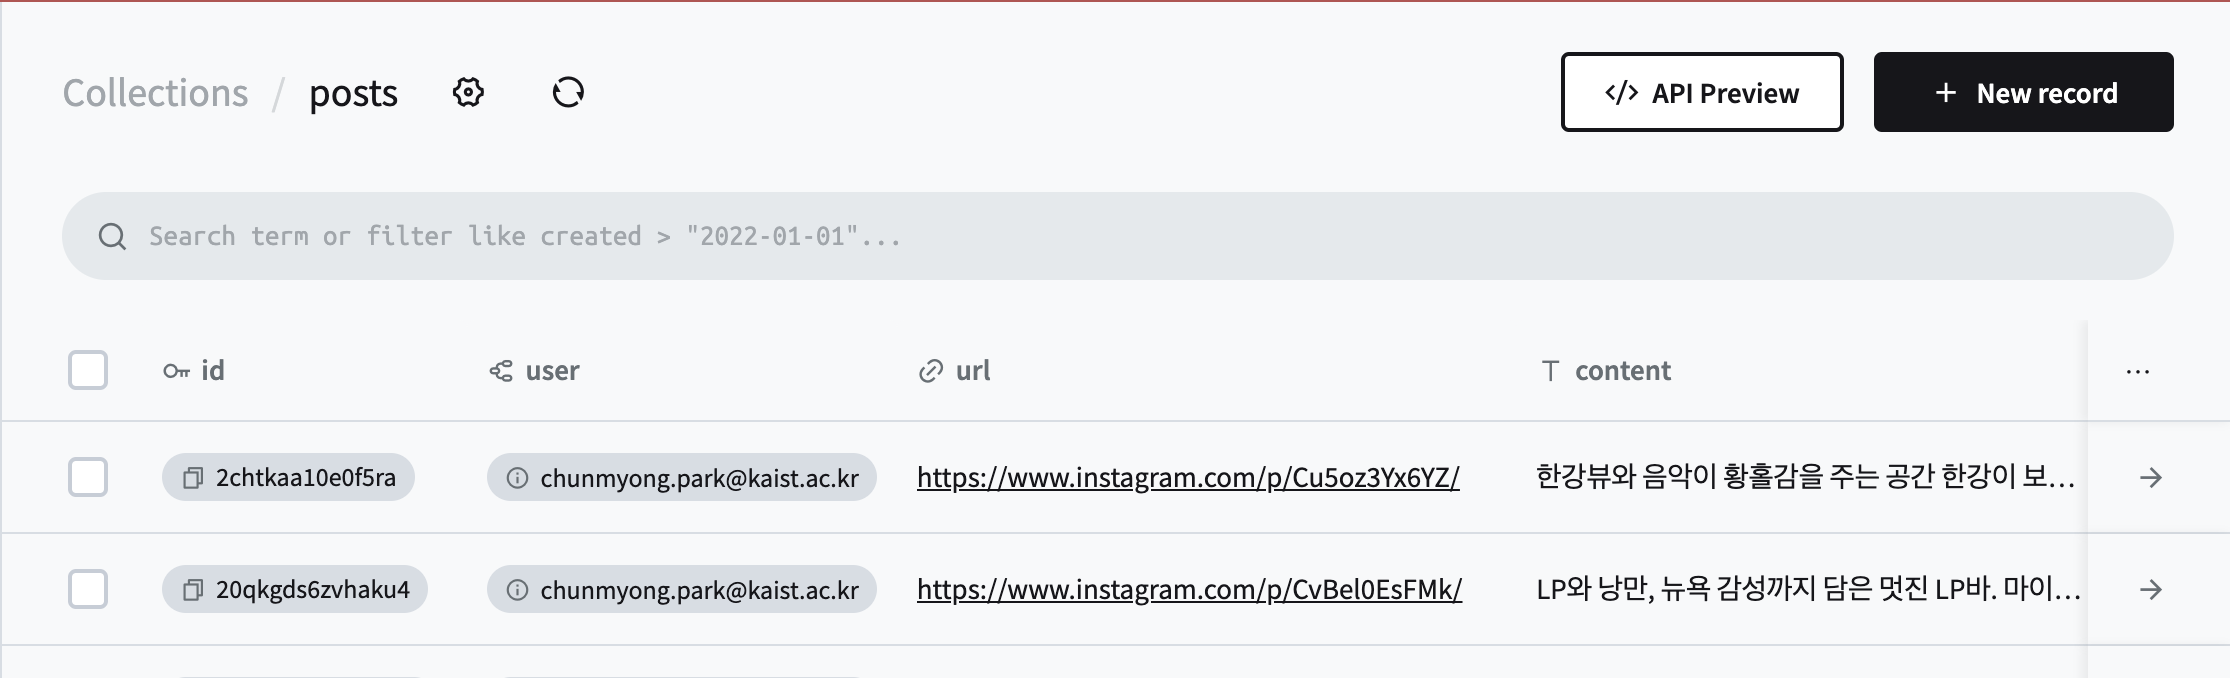 Collections / posts
</> API Preview
+ New record
Search term or filter like created > "2022-01-01"...
id user url content ...
2chtkaa10e0f5ra chunmyong.park@kaist.ac.kr https://www.instagram.com/p/Cu5oz3Yx6YZ/ 한강뷰와 음악이 황홀감을 주는 공간 한강이 보...
20qkgds6zvhaku4 chunmyong.park@kaist.ac.kr https://www.instagram.com/p/CvBel0EsFMk/ LP와 낭만, 뉴욕 감성까지 담은 멋진 LP바. 마이...